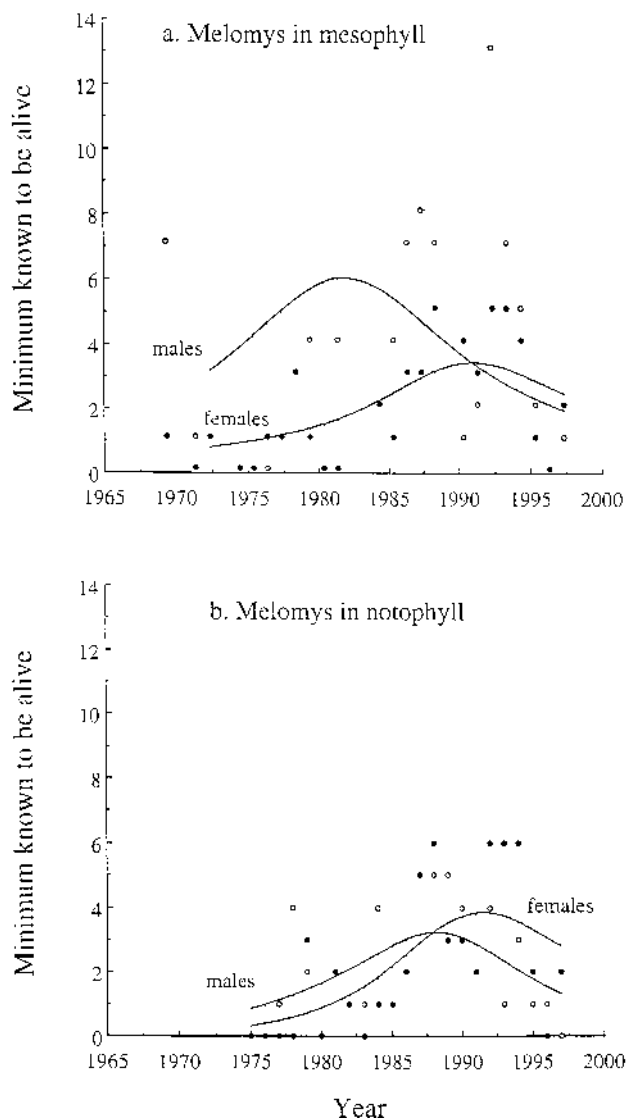 a. Melomys in mesophyll
Minimum known to be alive
14
12
10
8
6
4
2
0
males
females
1965 1970 1975 1980 1985 1990 1995 2000
b. Melomys in notophyll
Minimum known to be alive
14
12
10
8
6
4
2
0
females
males
1965 1970 1975 1980 1985 1990 1995 2000
Year